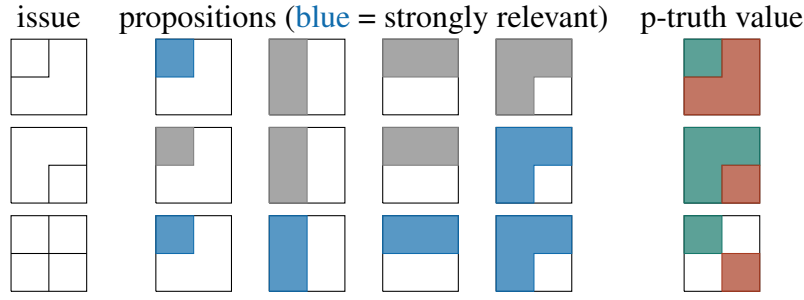 issue propositions (blue = strongly relevant) p-truth value